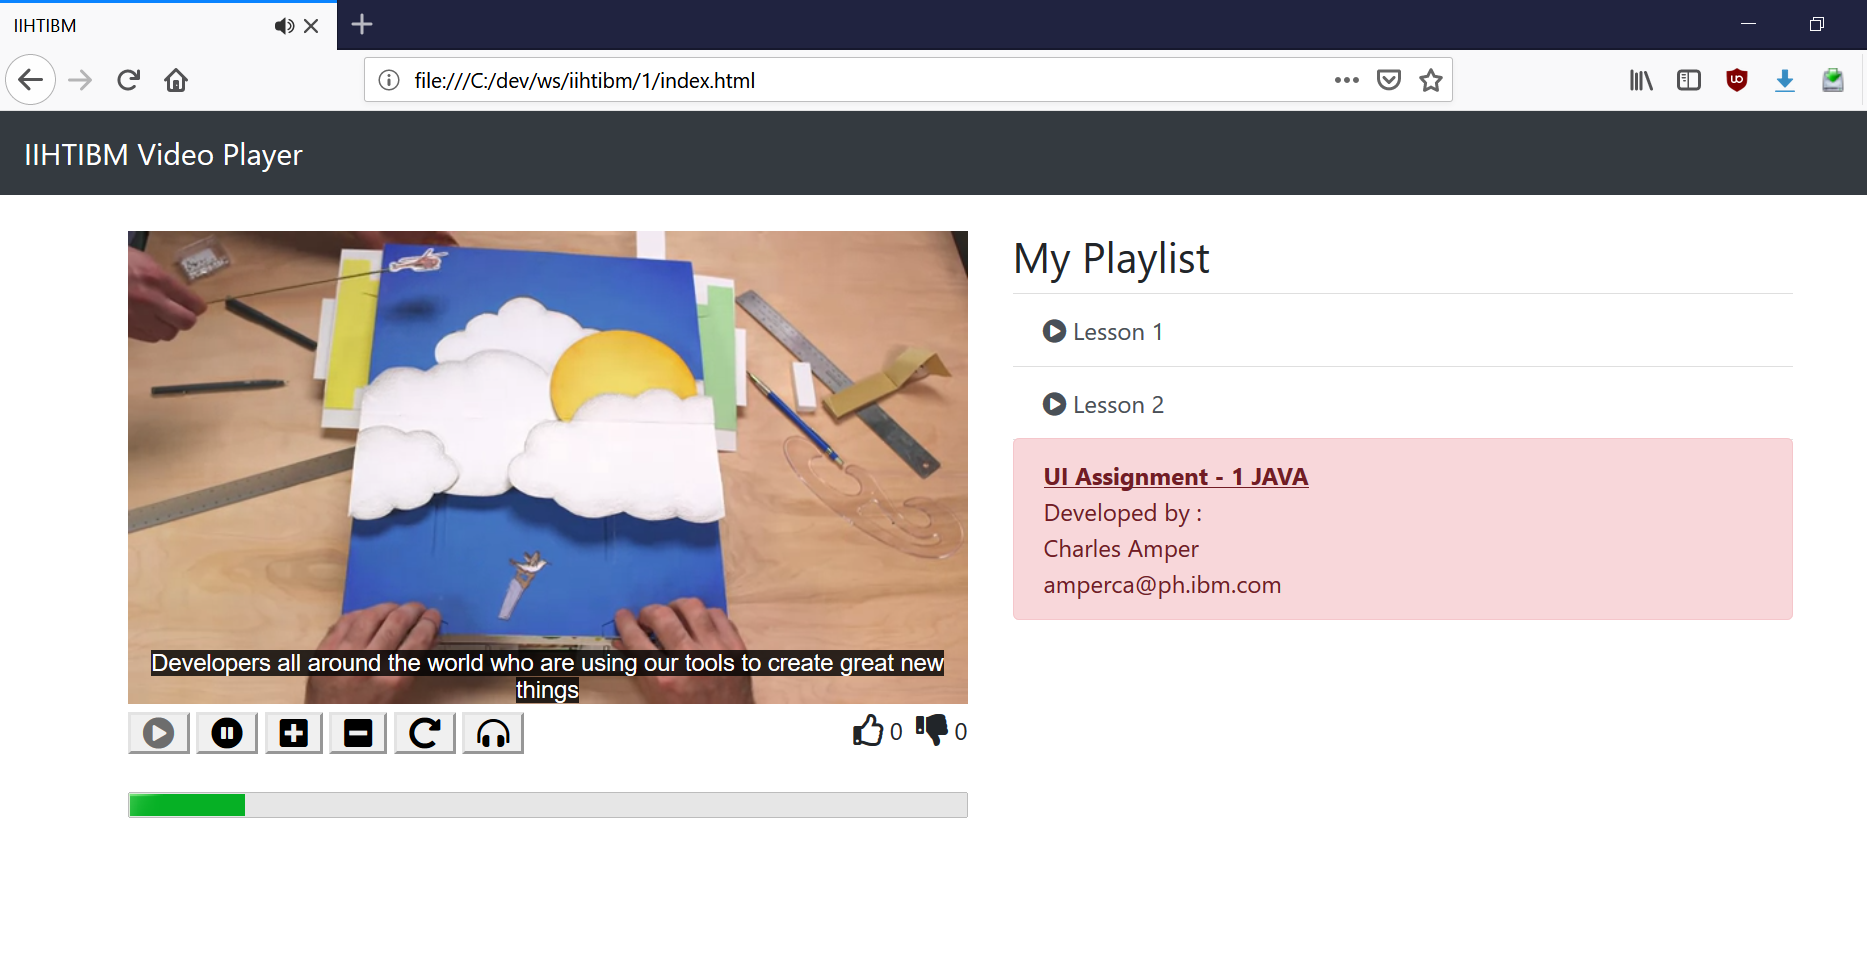 IIHTIBM
file:///C:/dev/ws/iihtibm/1/index.html
IIHTIBM Video Player
Developers all around the world who are using our tools to create great new
things
0 0
My Playlist
Lesson 1
Lesson 2
UI Assignment - 1 JAVA
Developed by :
Charles Amper
amperca@ph.ibm.com